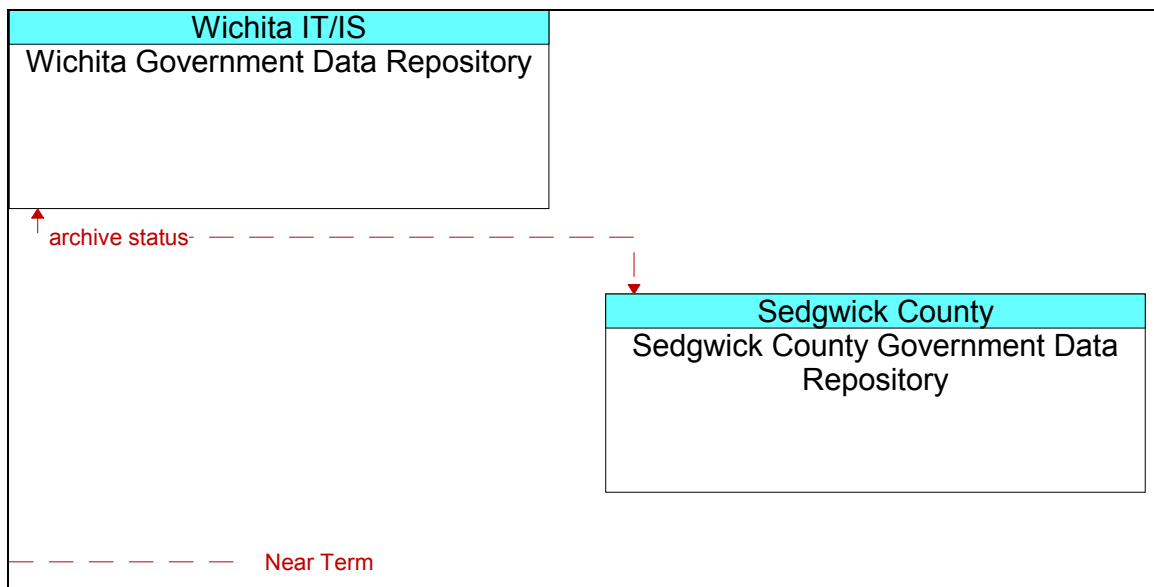 Wichita IT/IS
Wichita Government Data Repository
archive status
Sedgwick County
Sedgwick County Government Data
Repository
Near Term